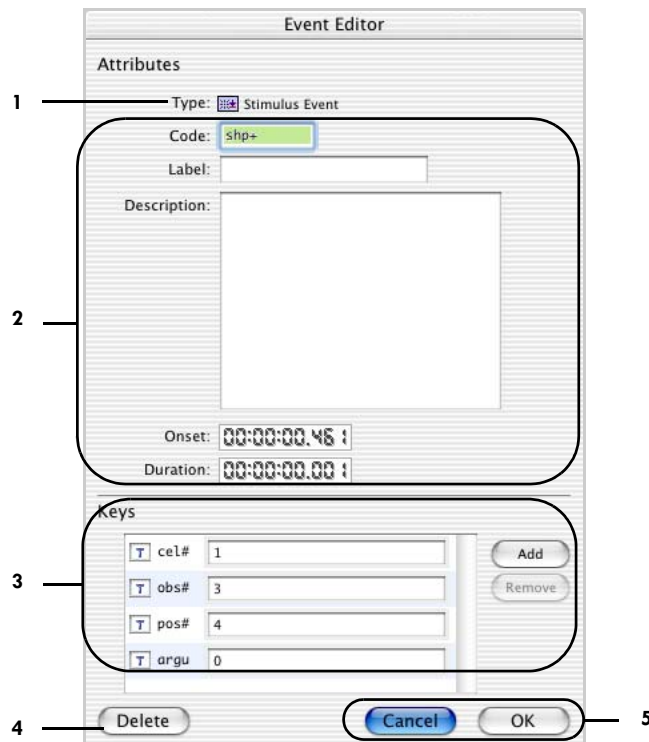 Event Editor
Attributes
1
Type: Stimulus Event
Code: shp+
Label:
Description:
2
Onset: 00:00:00.461
Duration: 00:00:00.001
Keys
cel# 1
Add
3
T obs# 3
Remove
T pos# 4
T argu 0
4
Delete
Cancel
OK
5